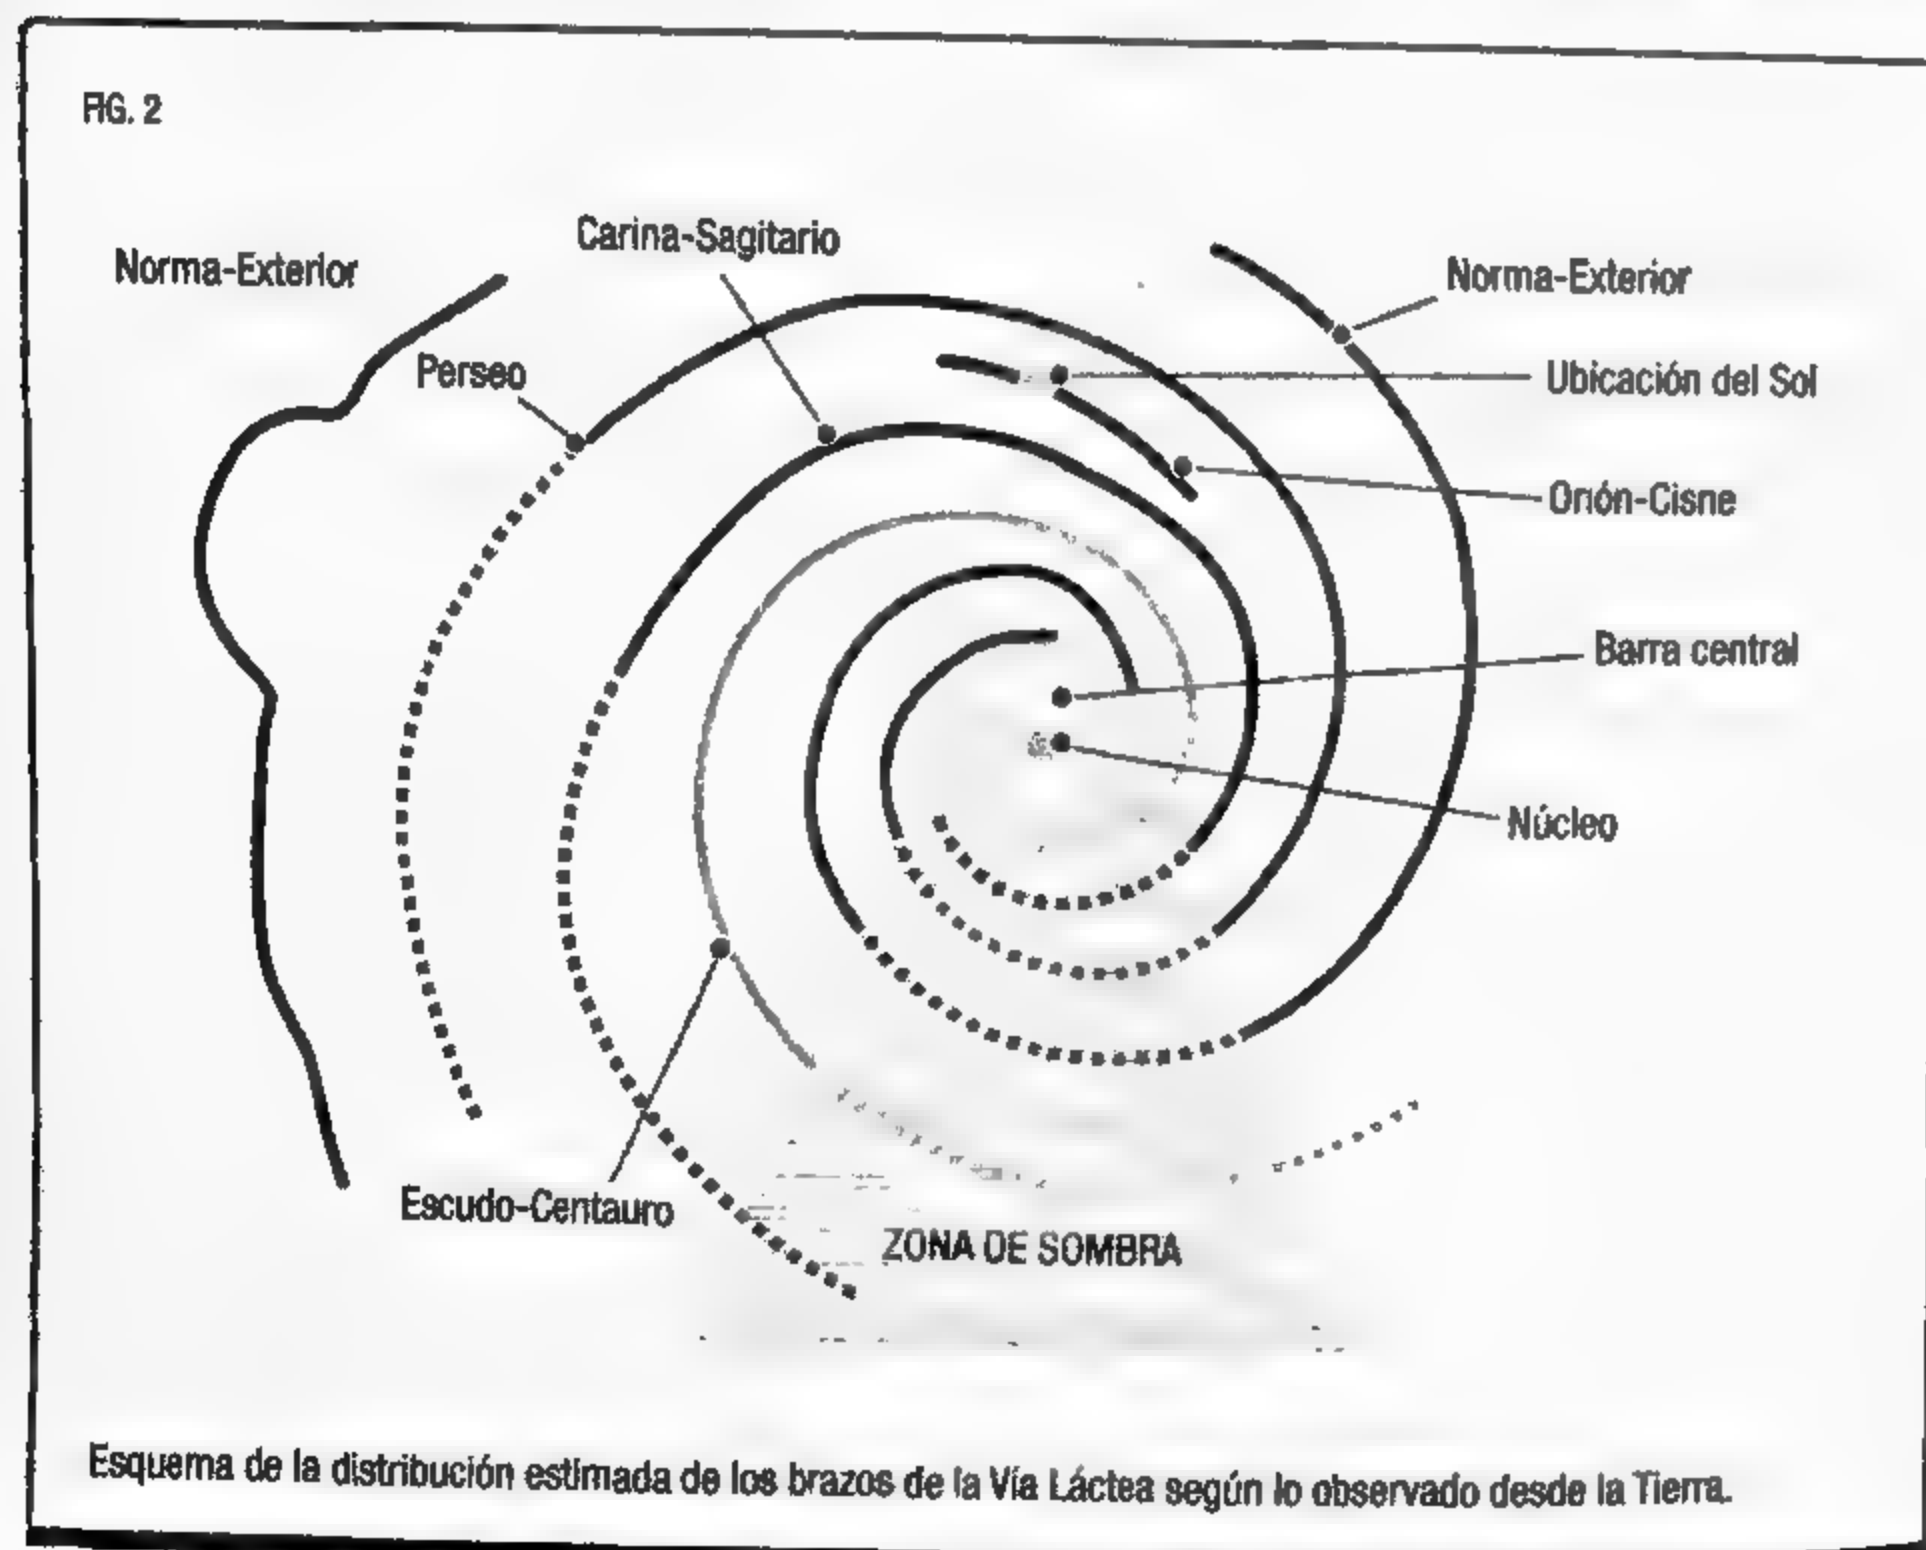 FIG. 2
Carina-Sagitario
Norma-Exterior
Norma-Exterior
Perseo
Ubicación del Sol
Orión-Cisne
Barra central
Núcleo
Escudo-Centauro
ZONA DE SOMBRA
Esquema de la distribución estimada de los brazos de la Vía Láctea según lo observado desde la Tierra.